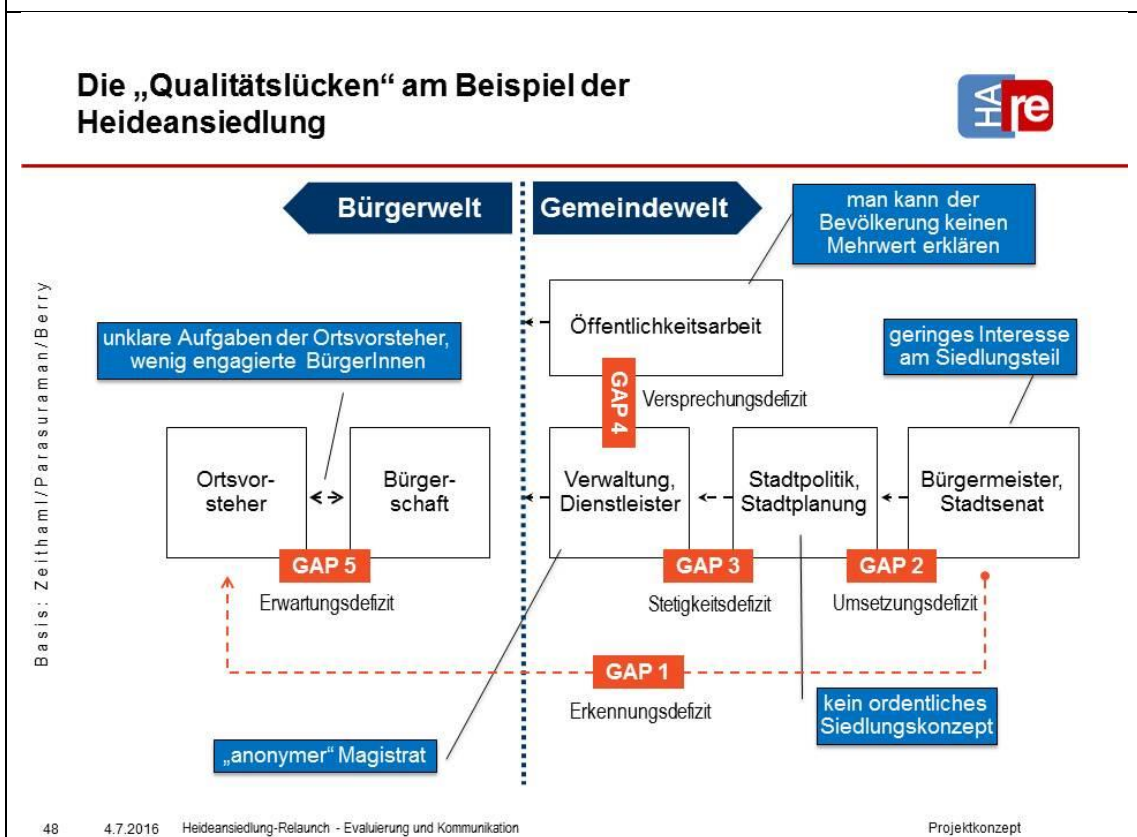 Die „Qualitätslücken“ am Beispiel der
Heideansiedlung
HA
re
Bürgerwelt
Gemeindewelt
man kann der
Bevölkerung keinen
Mehrwert erklären
Öffentlichkeitsarbeit
unklare Aufgaben der Ortsvorsteher,
wenig engagierte BürgerInnen
geringes Interesse
am Siedlungsteil
GAP 4
Versprechungsdefizit
Ortsvor-
steher
Bürger-
schaft
Verwaltung,
Dienstleister
Stadtpolitik,
Stadtplanung
Bürgermeister,
Stadtsenat
GAP 5
GAP 3
GAP 2
Erwartungsdefizit
Stetigkeitsdefizit
Umsetzungsdefizit
GAP 1
Erkennungsdefizit
kein ordentliches
Siedlungskonzept
„anonymer“ Magistrat
Basis: Zeithaml/Parasuraman/Berry
48 4.7.2016 Heideansiedlung-Relaunch - Evaluierung und Kommunikation Projektkonzept